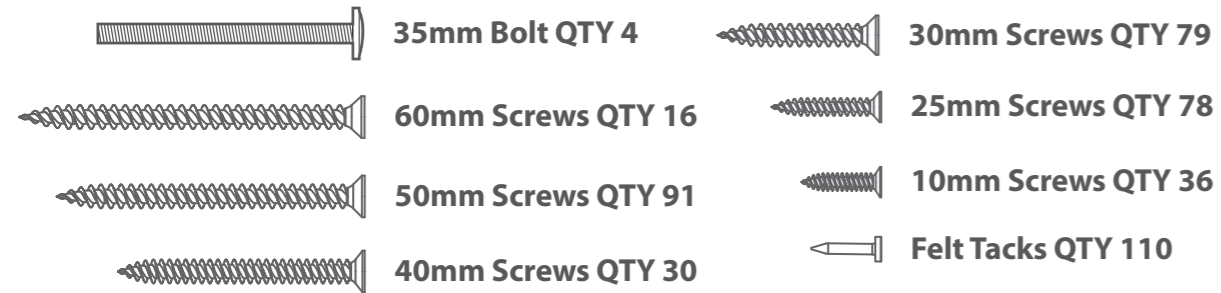 35mm Bolt QTY 4
60mm Screws QTY 16
50mm Screws QTY 91
40mm Screws QTY 30
30mm Screws QTY 79
25mm Screws QTY 78
10mm Screws QTY 36
Felt Tacks QTY 110